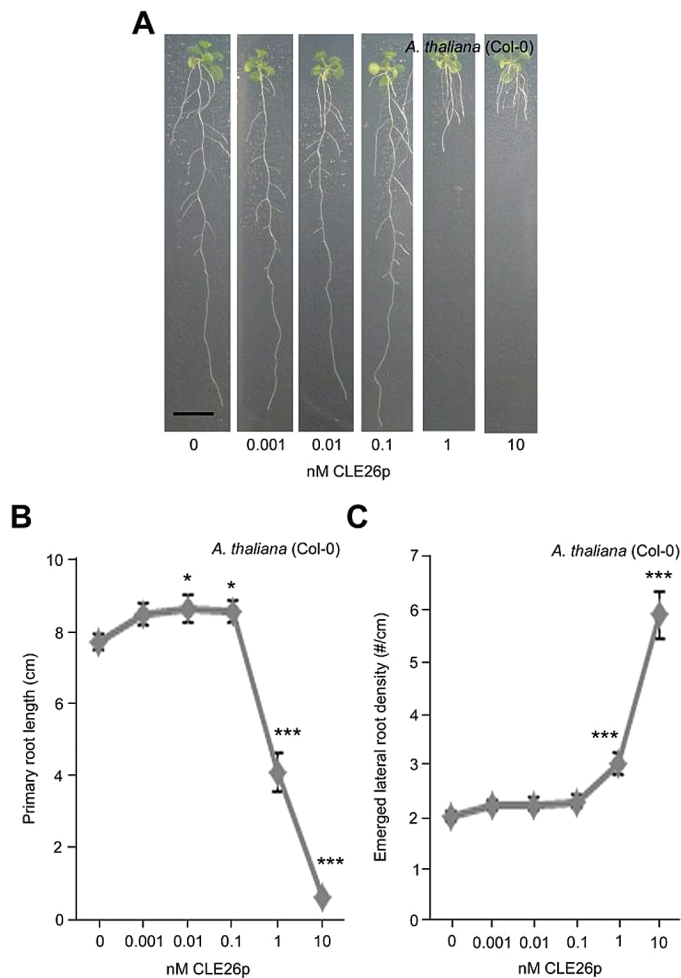 A
A. thaliana (Col-0)
0 0.001 0.01 0.1 1 10
nM CLE26p
B
A. thaliana (Col-0)
10
8
6
4
2
0
Primary root length (cm)
* * *** ***
0 0.001 0.01 0.1 1 10
nM CLE26p
C
A. thaliana (Col-0)
7
6
5
4
3
2
1
0
Emerged lateral root density (#/cm)
*** ***
0 0.001 0.01 0.1 1 10
nM CLE26p